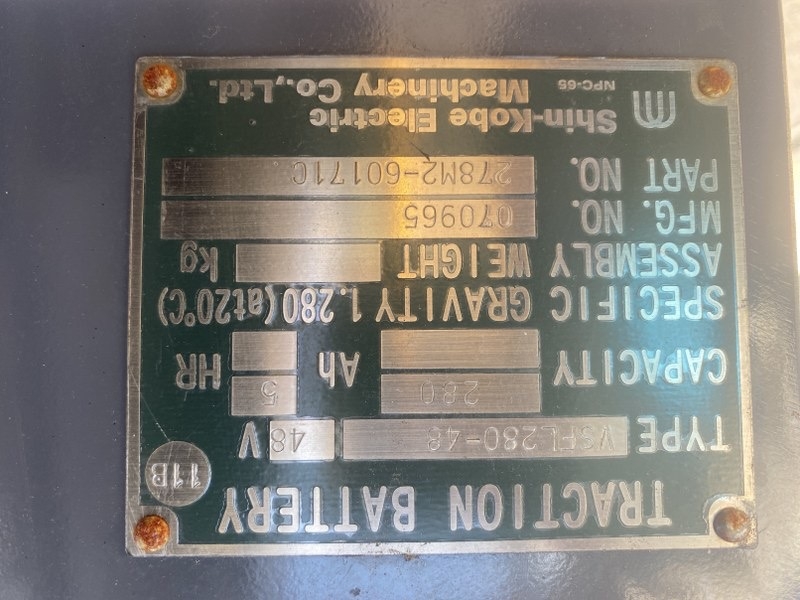 TRACTION BATTERY
11B
TYPE VSFL280-48 48 V
CAPACITY 280 Ah 5 HR
SPECIFIC GRAVITY 1.280 (at20°C)
ASSEMBLY WEIGHT kg
MFG. NO. 070965
PART NO. 278M2-60171C
Shin-Kobe Electric
Machinery Co.,Ltd.
NPC-65